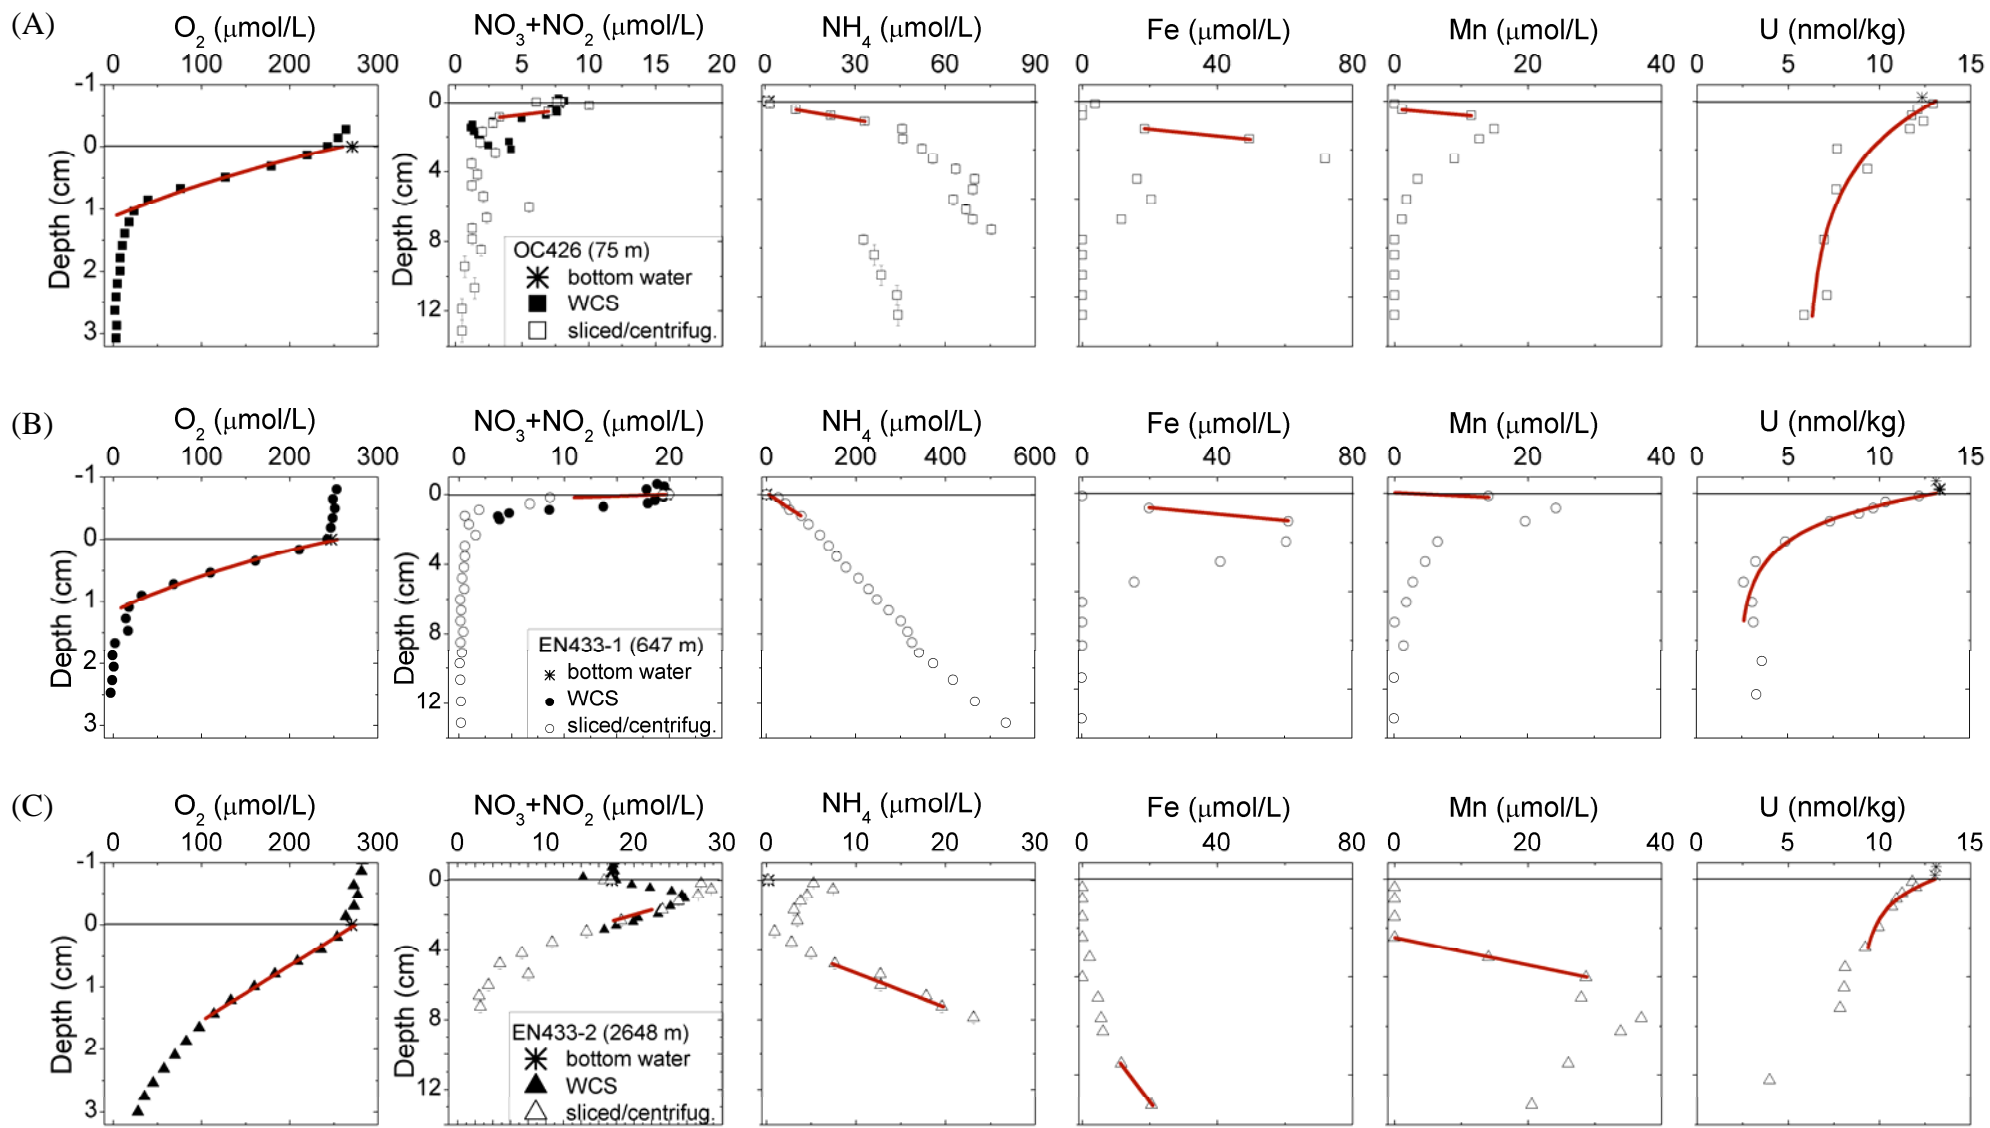 (A)
O2 (μmol/L)
NO3+NO2 (μmol/L)
NH4 (μmol/L)
Fe (μmol/L)
Mn (μmol/L)
U (nmol/kg)
0 100 200 300
0 5 10 15 20
0 30 60 90
0 40 80
0 20 40
0 5 10 15
-1
0
1
2
3
Depth (cm)
0
4
8
12
Depth (cm)
OC426 (75 m)
bottom water
WCS
sliced/centrifug.
(B)
O2 (μmol/L)
NO3+NO2 (μmol/L)
NH4 (μmol/L)
Fe (μmol/L)
Mn (μmol/L)
U (nmol/kg)
0 100 200 300
0 10 20
0 200 400 600
0 40 80
0 20 40
0 5 10 15
-1
0
1
2
3
Depth (cm)
0
4
8
12
Depth (cm)
EN433-1 (647 m)
bottom water
WCS
sliced/centrifug.
(C)
O2 (μmol/L)
NO3+NO2 (μmol/L)
NH4 (μmol/L)
Fe (μmol/L)
Mn (μmol/L)
U (nmol/kg)
0 100 200 300
0 10 20 30
0 10 20 30
0 40 80
0 20 40
0 5 10 15
-1
0
1
2
3
Depth (cm)
0
4
8
12
Depth (cm)
EN433-2 (2648 m)
bottom water
WCS
sliced/centrifug.